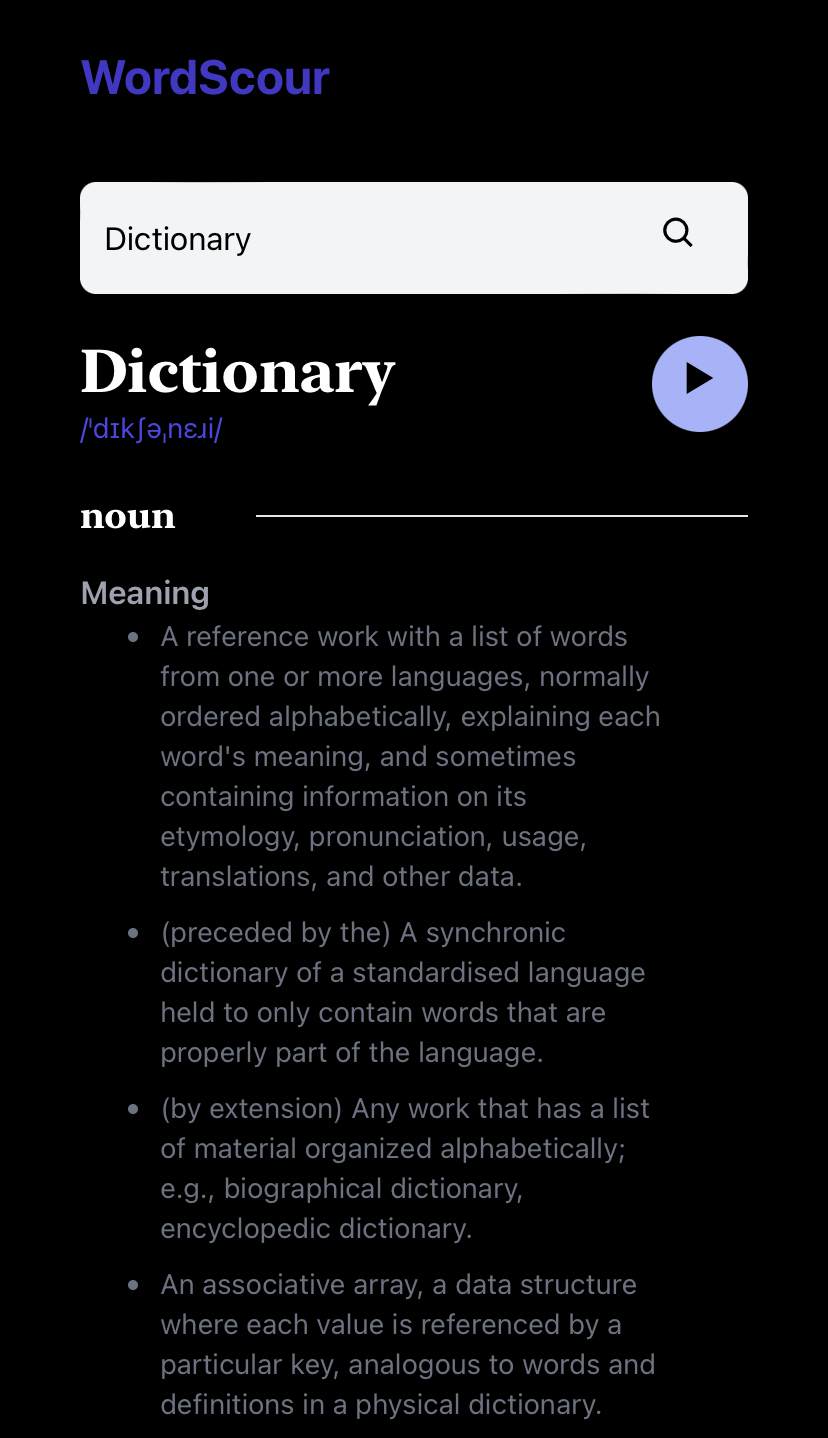 WordScour
Dictionary
Dictionary
/ˈdɪkʃəˌnɛɹi/
noun
Meaning
• A reference work with a list of words
from one or more languages, normally
ordered alphabetically, explaining each
word's meaning, and sometimes
containing information on its
etymology, pronunciation, usage,
translations, and other data.
• (preceded by the) A synchronic
dictionary of a standardised language
held to only contain words that are
properly part of the language.
• (by extension) Any work that has a list
of material organized alphabetically;
e.g., biographical dictionary,
encyclopedic dictionary.
• An associative array, a data structure
where each value is referenced by a
particular key, analogous to words and
definitions in a physical dictionary.